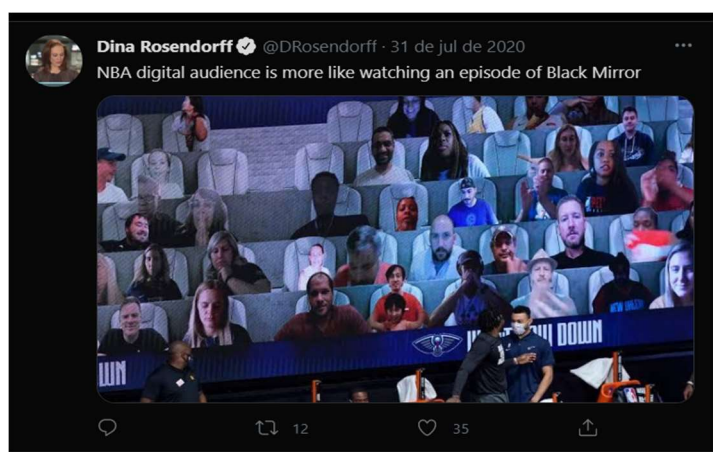 Dina Rosendorff @DRosendorff · 31 de jul de 2020
NBA digital audience is more like watching an episode of Black Mirror
DOWN
WN
12 35